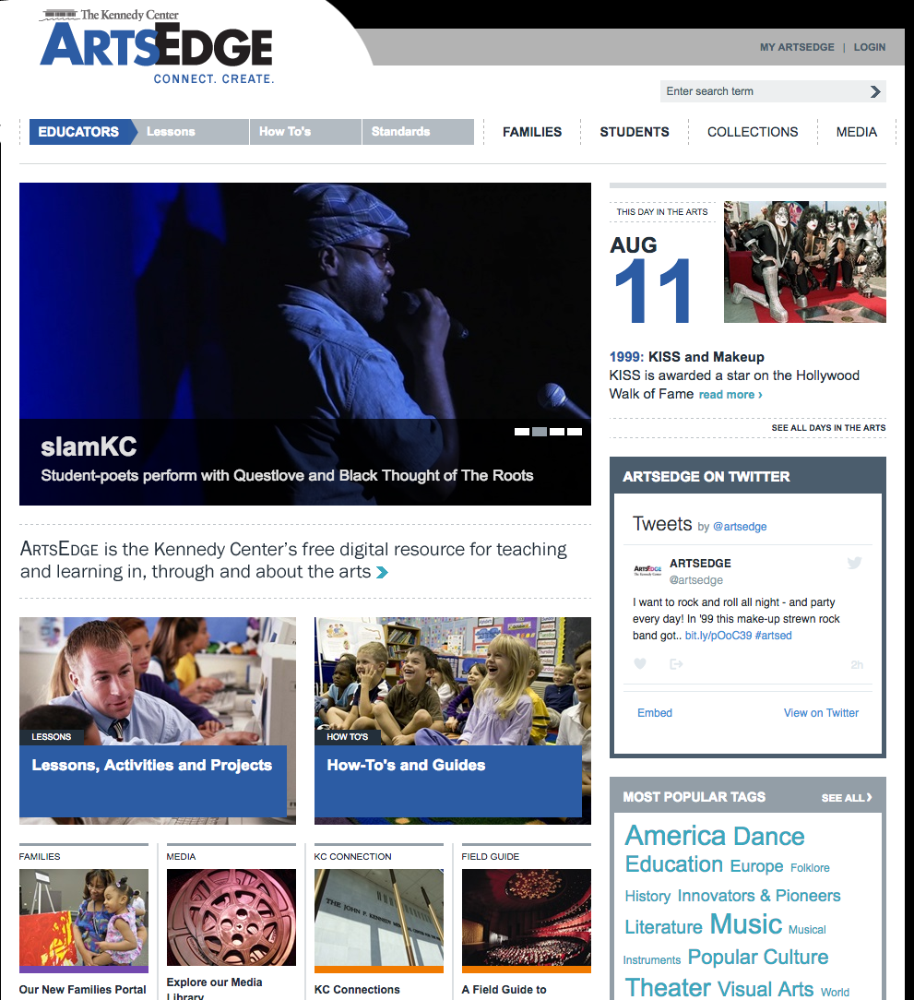 The Kennedy Center
ARTSEDGE
CONNECT. CREATE.
MY ARTSEDGE | LOGIN
Enter search term
EDUCATORS Lessons How To's Standards FAMILIES STUDENTS COLLECTIONS MEDIA
slamKC
Student-poets perform with Questlove and Black Thought of The Roots
THIS DAY IN THE ARTS
AUG
11
1999: KISS and Makeup
KISS is awarded a star on the Hollywood
Walk of Fame read more ›
SEE ALL DAYS IN THE ARTS
ARTSEDGE is the Kennedy Center's free digital resource for teaching
and learning in, through and about the arts
LESSONS
Lessons, Activities and Projects
HOW TO'S
How-To's and Guides
ARTSEDGE ON TWITTER
Tweets by @artsedge
ARTSEDGE
The Kennedy Center
ARTSEDGE
@artsedge
I want to rock and roll all night - and party
every day! In '99 this make-up strewn rock
band got.. bit.ly/pOoC39 #artsed
2h
Embed View on Twitter
MOST POPULAR TAGS SEE ALL ›
America Dance
Education Europe Folklore
History Innovators & Pioneers
Literature Music Musical
Instruments Popular Culture
Theater Visual Arts World
FAMILIES
Our New Families Portal
MEDIA
Explore our Media
Library
KC CONNECTION
THE JOHN F. KENNEDY
KC Connections
FIELD GUIDE
A Field Guide to